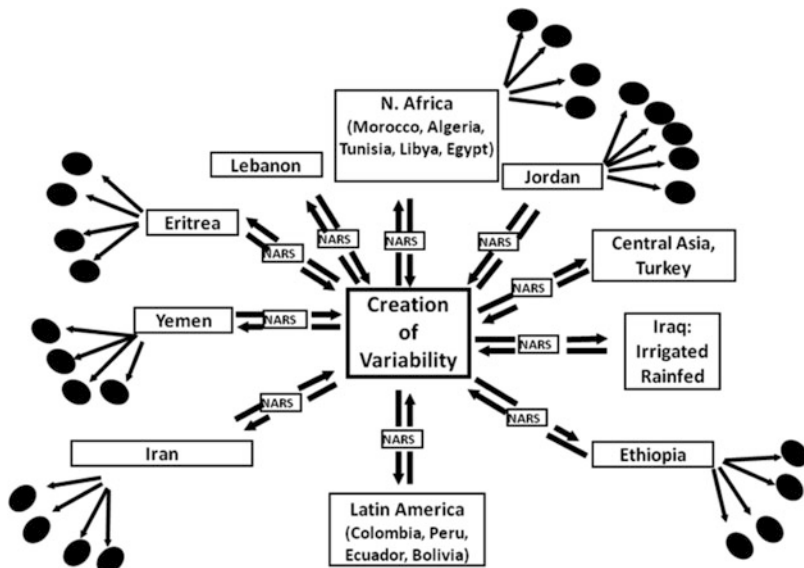 N. Africa
(Morocco, Algeria,
Tunisia, Libya, Egypt)
Lebanon
Jordan
Eritrea
NARS
NARS
NARS
NARS
Central Asia,
Turkey
NARS
Yemen
NARS
Creation
of
Variability
NARS
Iraq:
Irrigated
Rainfed
NARS
NARS
NARS
Iran
Ethiopia
Latin America
(Colombia, Peru,
Ecuador, Bolivia)